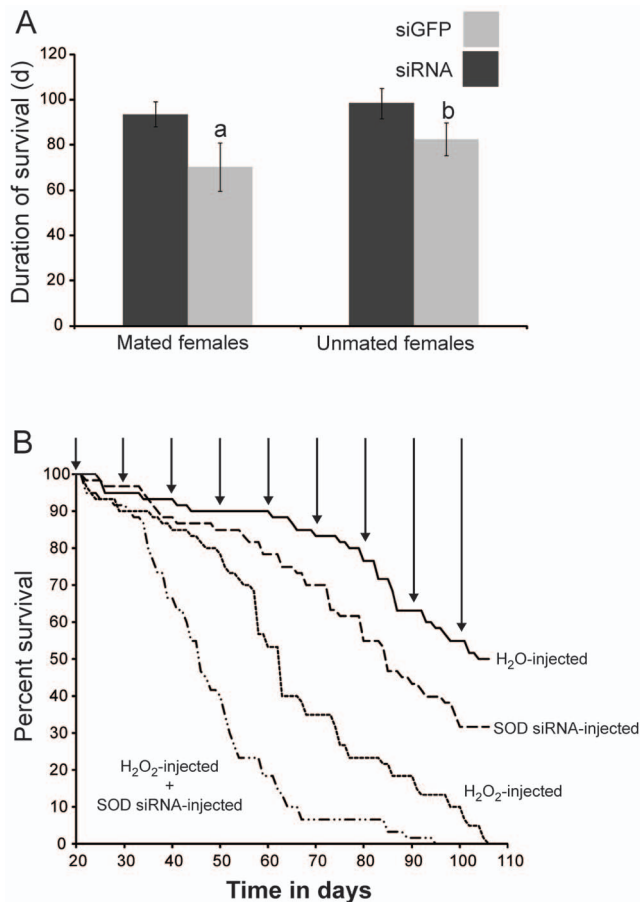 A
siGFP
siRNA
Duration of survival (d)
120
100
80
60
40
20
0
a
b
Mated females
Unmated females
B
Percent survival
100
90
80
70
60
50
40
30
20
10
0
H₂O-injected
SOD siRNA-injected
H₂O₂-injected
H₂O₂-injected
+
SOD siRNA-injected
20 30 40 50 60 70 80 90 100 110
Time in days